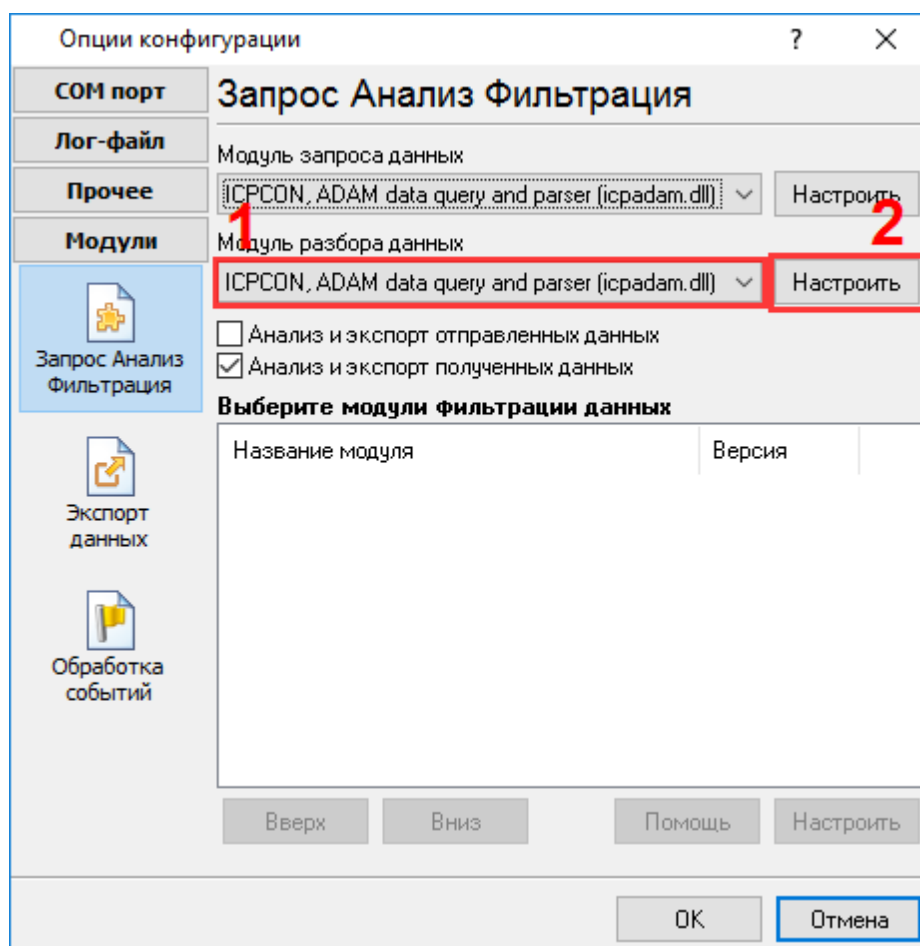 Опции конфигурации ?
COM порт
Лог-файл
Прочее
Модули
Запрос Анализ
Фильтрация
Экспорт
данных
Обработка
событий
Запрос Анализ Фильтрация
Модуль запроса данных
ICPCON, ADAM data query and parser (icpadam.dll) Настроить
1 2
Модуль разбора данных
ICPCON, ADAM data query and parser (icpadam.dll) Настроить
Анализ и экспорт отправленных данных
Анализ и экспорт полученных данных
Выберите модули фильтрации данных
Название модуля Версия
Вверх Вниз Помощь Настроить
OK Отмена